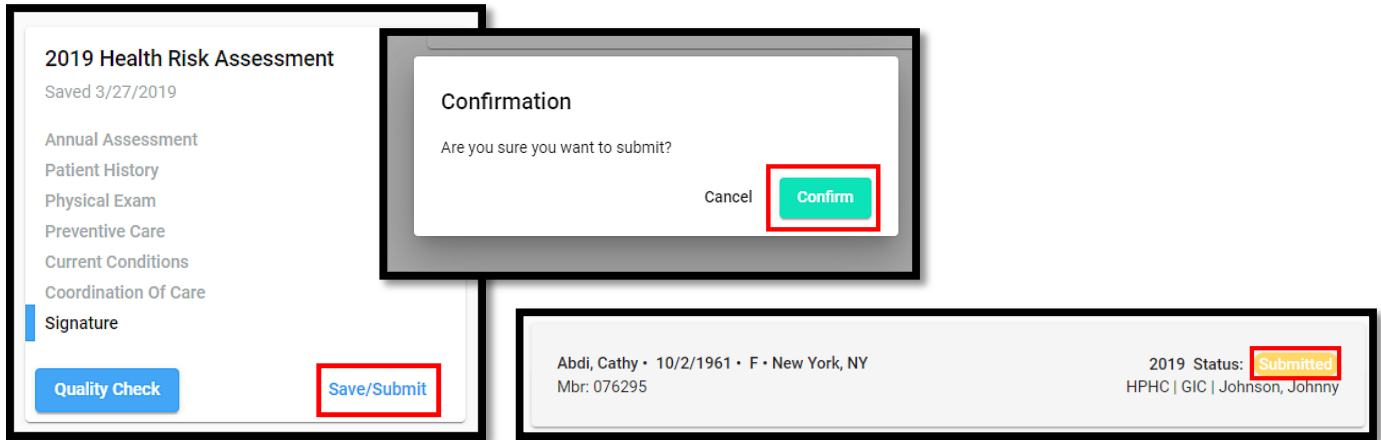 2019 Health Risk Assessment
Saved 3/27/2019
Annual Assessment
Patient History
Physical Exam
Preventive Care
Current Conditions
Coordination Of Care
Signature
Quality Check
Save/Submit
Confirmation
Are you sure you want to submit?
Cancel
Confirm
Abdi, Cathy • 10/2/1961 • F • New York, NY
Mbr: 076295
2019 Status: Submitted
HPHC | GIC | Johnson, Johnny